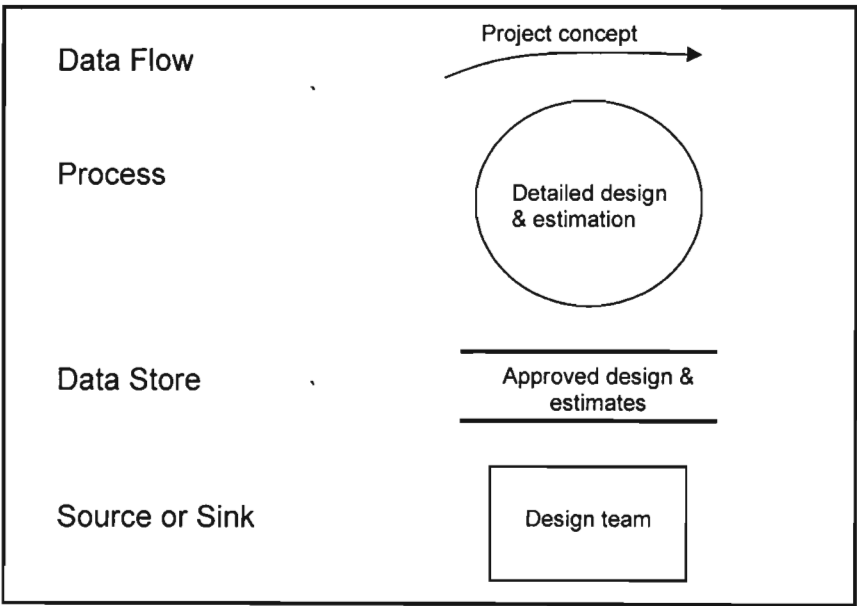 Data Flow
Project concept
Process
Detailed design
& estimation
Data Store
Approved design &
estimates
Source or Sink
Design team